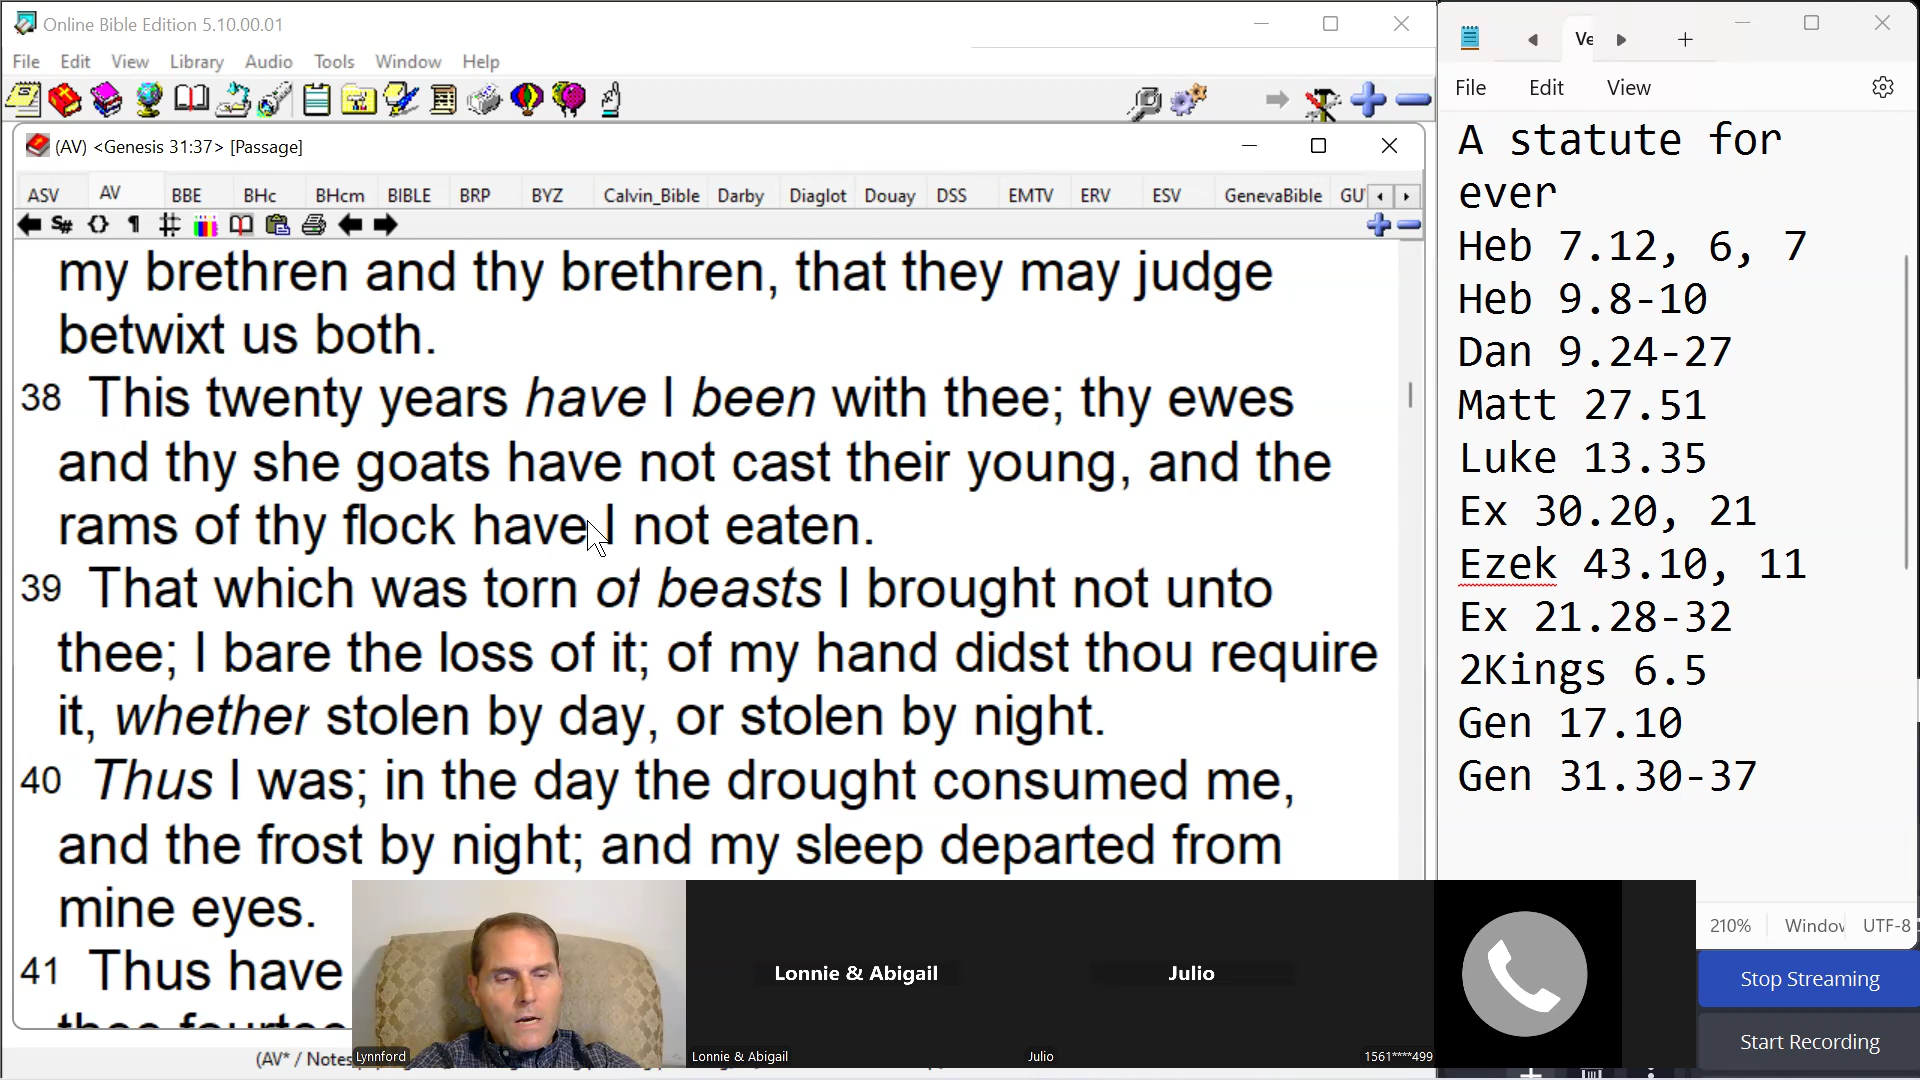 Online Bible Edition 5.10.00.01
File Edit View Library Audio Tools Window Help
(AV) <Genesis 31:37> [Passage]
ASV AV BBE BHc BHcm BIBLE BRP BYZ Calvin_Bible Darby Diaglot Douay DSS EMTV ERV ESV GenevaBible
my brethren and thy brethren, that they may judge
betwixt us both.
38 This twenty years have I been with thee; thy ewes
and thy she goats have not cast their young, and the
rams of thy flock have I not eaten.
39 That which was torn of beasts I brought not unto
thee; I bare the loss of it; of my hand didst thou require
it, whether stolen by day, or stolen by night.
40 Thus I was; in the day the drought consumed me,
and the frost by night; and my sleep departed from
mine eyes.
41 Thus have
(AV* / Notes
File Edit View
A statute for
ever
Heb 7.12, 6, 7
Heb 9.8-10
Dan 9.24-27
Matt 27.51
Luke 13.35
Ex 30.20, 21
Ezek 43.10, 11
Ex 21.28-32
2Kings 6.5
Gen 17.10
Gen 31.30-37
210% UTF-8
Lonnie & Abigail
Julio
Lynnford
Lonnie & Abigail
Julio
1561****499
Stop Streaming
Start Recording